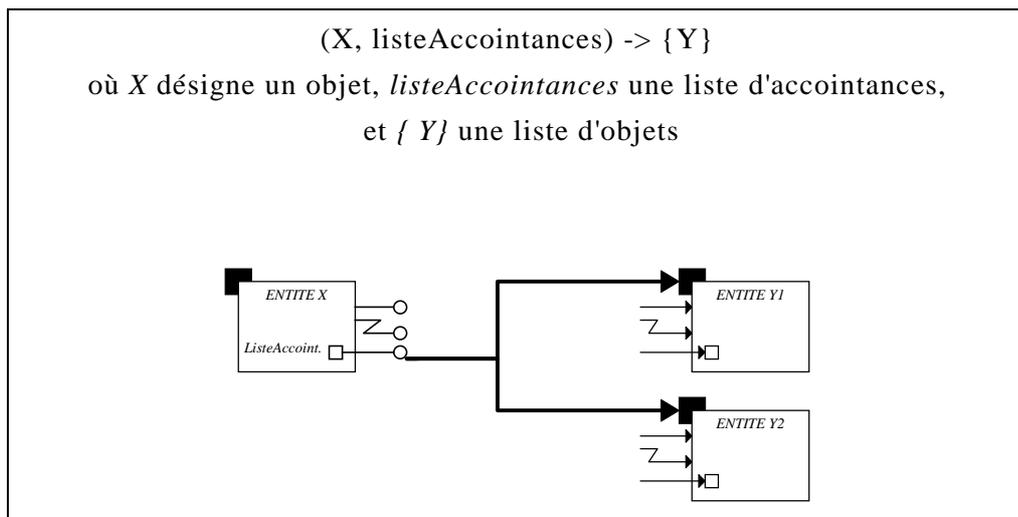 (X, listeAccointances) -> {Y}
où X désigne un objet, listeAccointances une liste d'accointances,
et { Y} une liste d'objets
ENTITE X
ENTITE Y1
ListeAccoint.
ENTITE Y2